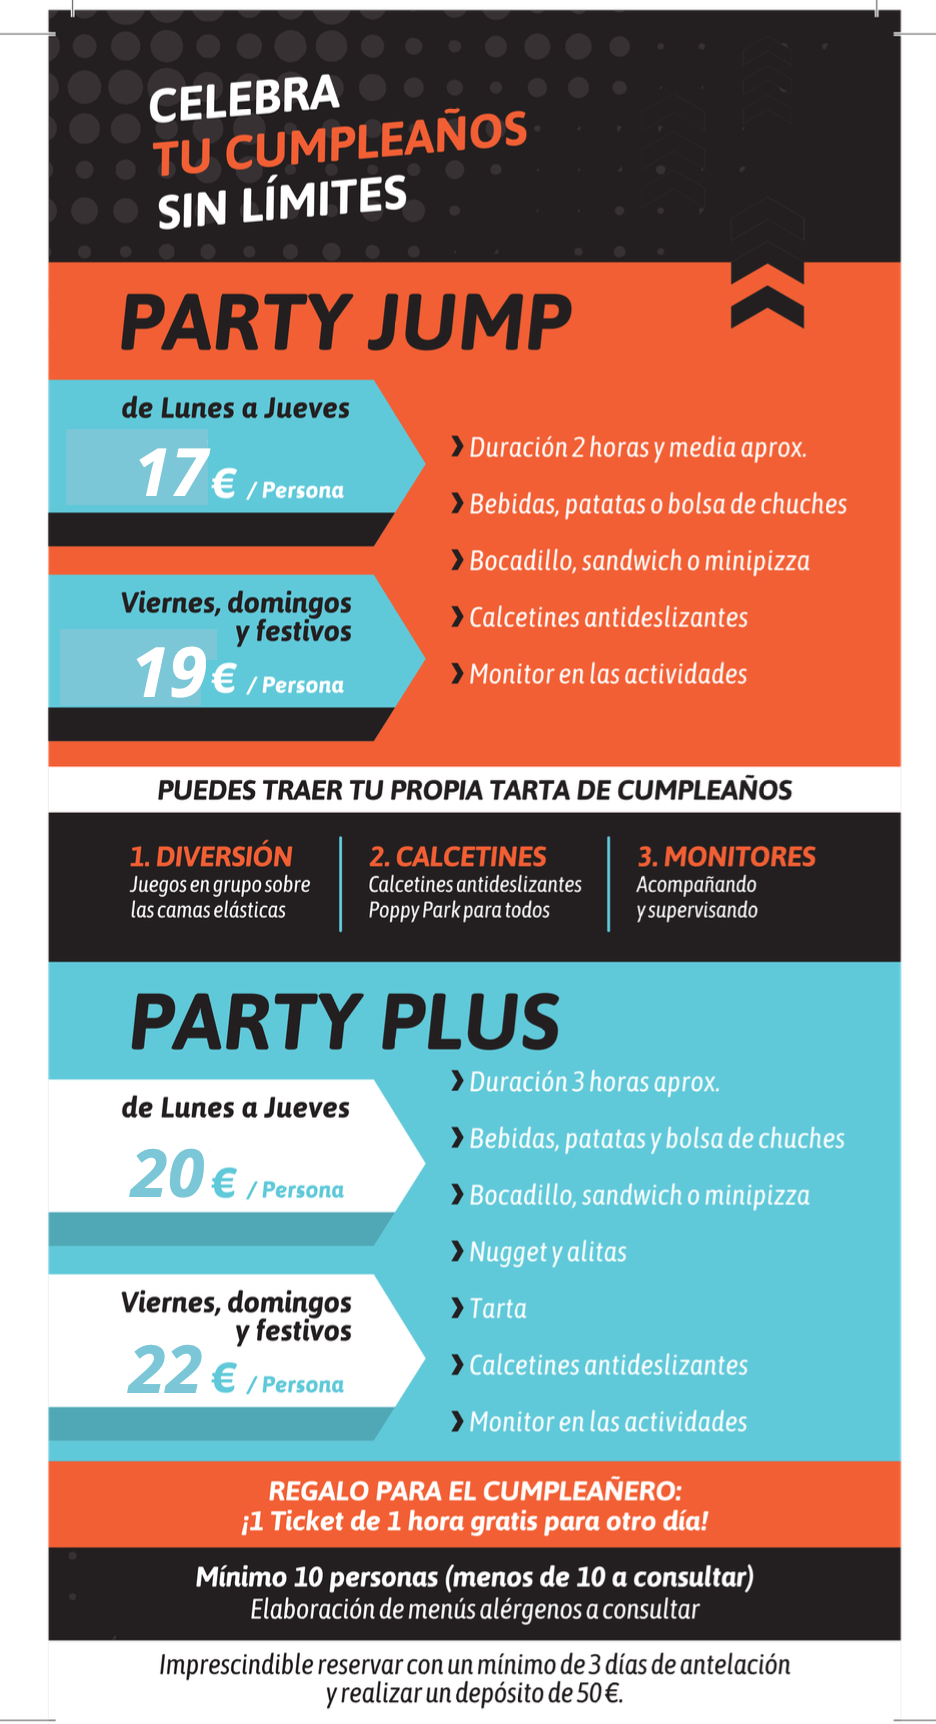 CELEBRA
TU CUMPLEAÑOS
SIN LÍMITES
PARTY JUMP
de Lunes a Jueves
17€ / Persona
Viernes, domingos
y festivos
19€ / Persona
Duración 2 horas y media aprox.
Bebidas, patatas o bolsa de chuches
Bocadillo, sandwich o minipizza
Calcetines antideslizantes
Monitor en las actividades
PUEDES TRAER TU PROPIA TARTA DE CUMPLEAÑOS
1. DIVERSIÓN
Juegos en grupo sobre
las camas elásticas
2. CALCETINES
Calcetines antideslizantes
Poppy Park para todos
3. MONITORES
Acompañando
y supervisando
PARTY PLUS
de Lunes a Jueves
20 € / Persona
Viernes, domingos
y festivos
22 € / Persona
Duración 3 horas aprox.
Bebidas, patatas y bolsa de chuches
Bocadillo, sandwich o minipizza
Nugget y alitas
Tarta
Calcetines antideslizantes
Monitor en las actividades
REGALO PARA EL CUMPLEAÑERO:
¡1 Ticket de 1 hora gratis para otro día!
Mínimo 10 personas (menos de 10 a consultar)
Elaboración de menús alérgenos a consultar
Imprescindible reservar con un mínimo de 3 días de antelación
y realizar un depósito de 50 €.